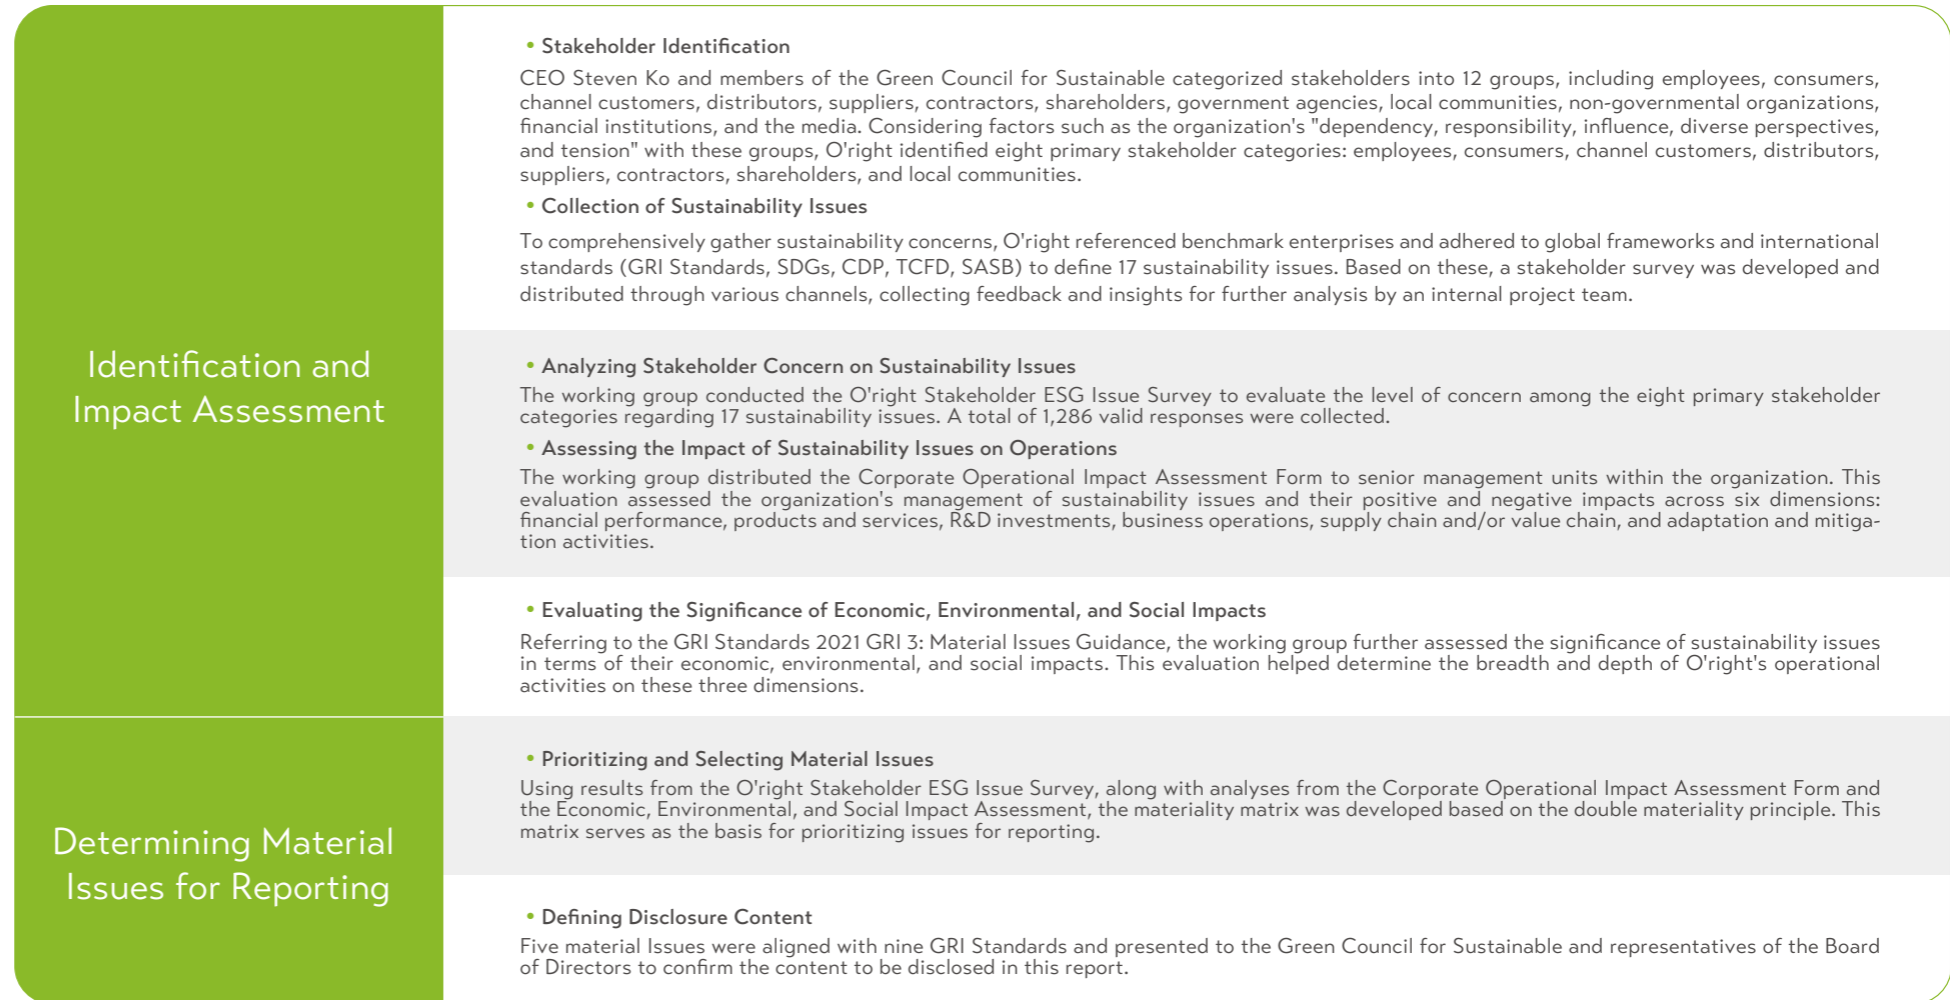 Identification and
Impact Assessment
• Stakeholder Identification
CEO Steven Ko and members of the Green Council for Sustainable categorized stakeholders into 12 groups, including employees, consumers,
channel customers, distributors, suppliers, contractors, shareholders, government agencies, local communities, non-governmental organizations,
financial institutions, and the media. Considering factors such as the organization's "dependency, responsibility, influence, diverse perspectives,
and tension" with these groups, O'right identified eight primary stakeholder categories: employees, consumers, channel customers, distributors,
suppliers, contractors, shareholders, and local communities.
• Collection of Sustainability Issues
To comprehensively gather sustainability concerns, O'right referenced benchmark enterprises and adhered to global frameworks and international
standards (GRI Standards, SDGs, CDP, TCFD, SASB) to define 17 sustainability issues. Based on these, a stakeholder survey was developed and
distributed through various channels, collecting feedback and insights for further analysis by an internal project team.
• Analyzing Stakeholder Concern on Sustainability Issues
The working group conducted the O'right Stakeholder ESG Issue Survey to evaluate the level of concern among the eight primary stakeholder
categories regarding 17 sustainability issues. A total of 1,286 valid responses were collected.
• Assessing the Impact of Sustainability Issues on Operations
The working group distributed the Corporate Operational Impact Assessment Form to senior management units within the organization. This
evaluation assessed the organization's management of sustainability issues and their positive and negative impacts across six dimensions:
financial performance, products and services, R&D investments, business operations, supply chain and/or value chain, and adaptation and mitiga-
tion activities.
• Evaluating the Significance of Economic, Environmental, and Social Impacts
Referring to the GRI Standards 2021 GRI 3: Material Issues Guidance, the working group further assessed the significance of sustainability issues
in terms of their economic, environmental, and social impacts. This evaluation helped determine the breadth and depth of O'right's operational
activities on these three dimensions.
Determining Material
Issues for Reporting
• Prioritizing and Selecting Material Issues
Using results from the O'right Stakeholder ESG Issue Survey, along with analyses from the Corporate Operational Impact Assessment Form and
the Economic, Environmental, and Social Impact Assessment, the materiality matrix was developed based on the double materiality principle. This
matrix serves as the basis for prioritizing issues for reporting.
• Defining Disclosure Content
Five material Issues were aligned with nine GRI Standards and presented to the Green Council for Sustainable and representatives of the Board
of Directors to confirm the content to be disclosed in this report.